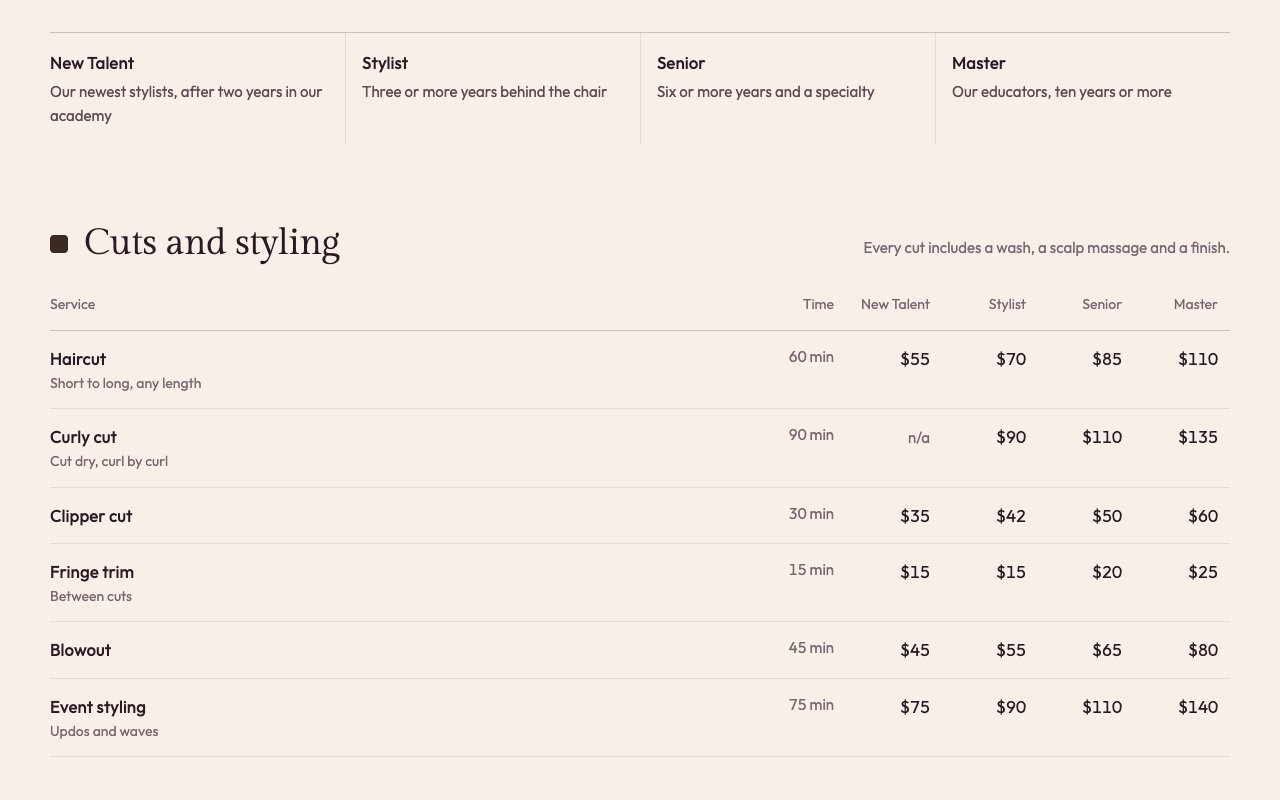 New Talent
Our newest stylists, after two years in our
academy
Stylist
Three or more years behind the chair
Senior
Six or more years and a specialty
Master
Our educators, ten years or more
Cuts and styling
Every cut includes a wash, a scalp massage and a finish.
Service Time New Talent Stylist Senior Master
Haircut 60 min $55 $70 $85 $110
Short to long, any length
Curly cut 90 min n/a $90 $110 $135
Cut dry, curl by curl
Clipper cut 30 min $35 $42 $50 $60
Fringe trim 15 min $15 $15 $20 $25
Between cuts
Blowout 45 min $45 $55 $65 $80
Event styling 75 min $75 $90 $110 $140
Updos and waves